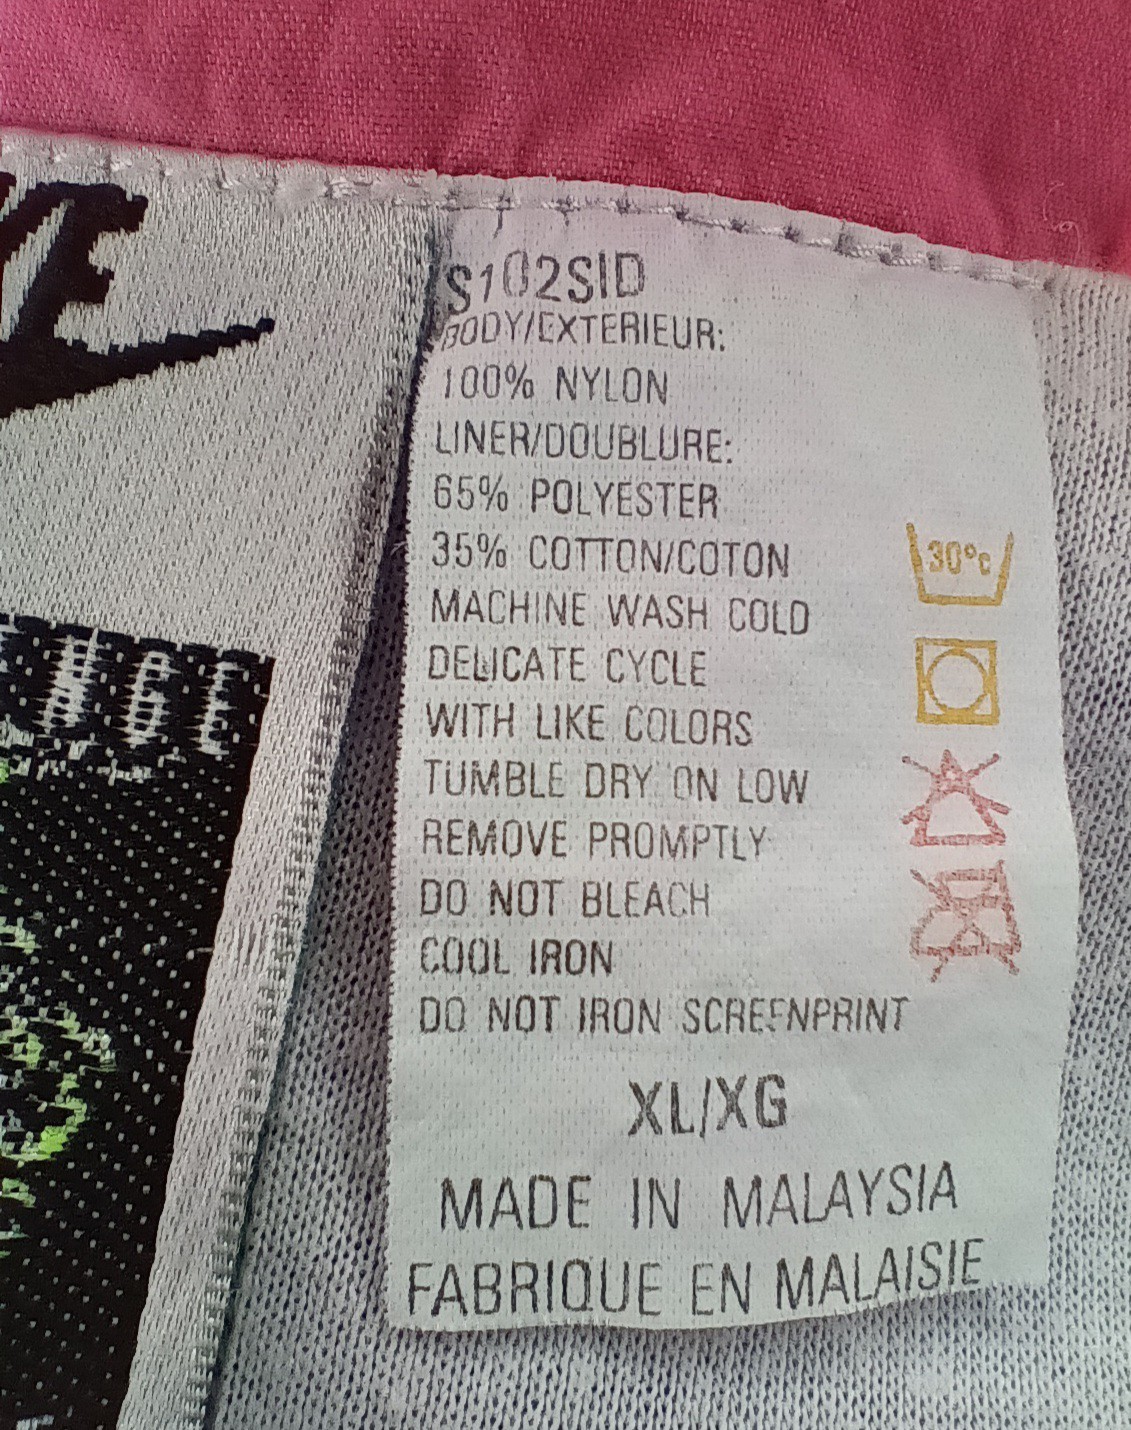 S102SID
BODY/EXTERIEUR:
100% NYLON
LINER/DOUBLURE:
65% POLYESTER
35% COTTON/COTON
MACHINE WASH COLD
DELICATE CYCLE
WITH LIKE COLORS
TUMBLE DRY ON LOW
REMOVE PROMPTLY
DO NOT BLEACH
COOL IRON
DO NOT IRON SCREENPRINT
30°c
XL/XG
MADE IN MALAYSIA
FABRIQUE EN MALAISIE